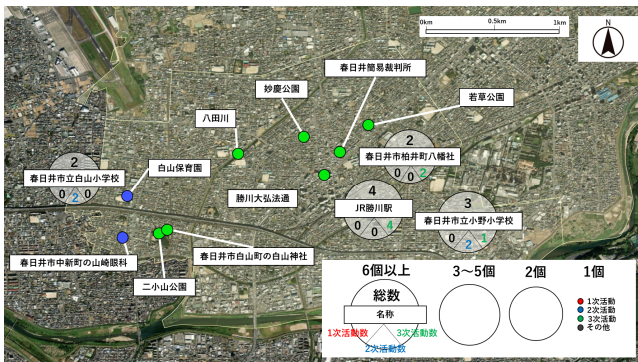 0km
0.5km
1km
N
春日井簡易裁判所
妙慶公園
若草公園
八田川
2
春日井市柏井町八幡社
0 0 2
2
春日井市立白山小学校
0 2 0
白山保育園
勝川大弘法通
4
JR勝川駅
0 0 4
3
春日井市立小野小学校
0 2 1
春日井市白山町の白山神社
春日井市中新町の山崎眼科
二小山公園
6個以上
3～5個
2個
1個
総数
名称
1次活動数
2次活動数
3次活動数
1次活動
2次活動
3次活動
その他